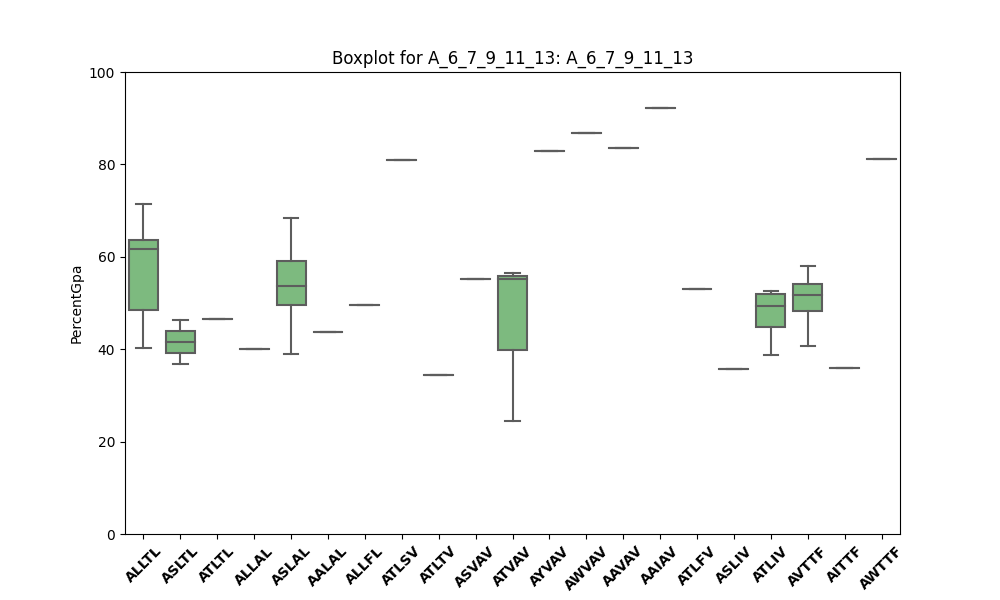 Boxplot for A_6_7_9_11_13: A_6_7_9_11_13
PercentGpa
100
80
60
40
20
0
ALLTL
ASLTL
ATLTL
ALLAL
ASLAL
AALAL
ALLFL
ATLSV
ATLTV
ASVAV
ATVAV
AYVAV
AWVAV
AAVAV
AAIAV
ATLFV
ASLIV
ATLIV
AVTTF
AITTF
AWTTF